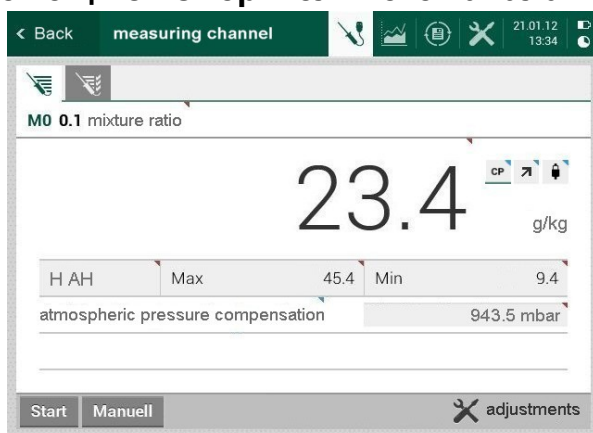 < Back measuring channel 21.01.12
13:34
M0 0.1 mixture ratio
23.4
CP
g/kg
H AH Max 45.4 Min 9.4
atmospheric pressure compensation 943.5 mbar
Start Manuell adjustments